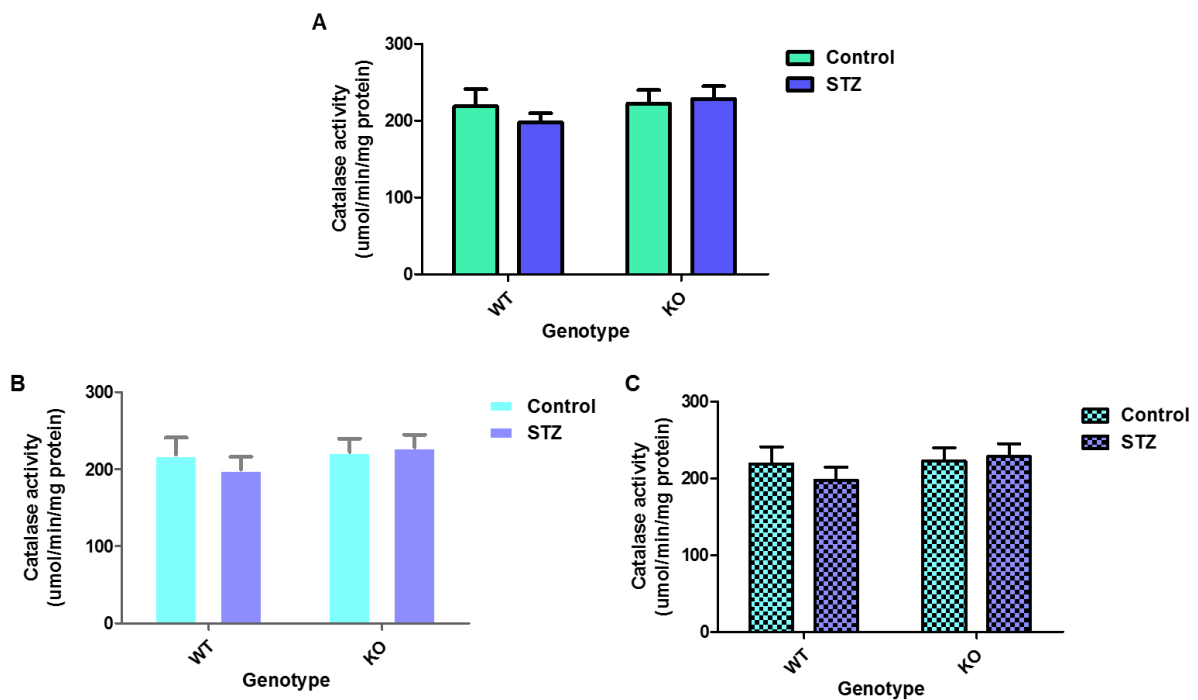 A
300
200
100
0
Catalase activity
(umol/min/mg protein)
Control
STZ
WT
KO
Genotype
B
300
200
100
0
Catalase activity
(umol/min/mg protein)
Control
STZ
WT
KO
Genotype
C
300
200
100
0
Catalase activity
(umol/min/mg protein)
Control
STZ
WT
KO
Genotype